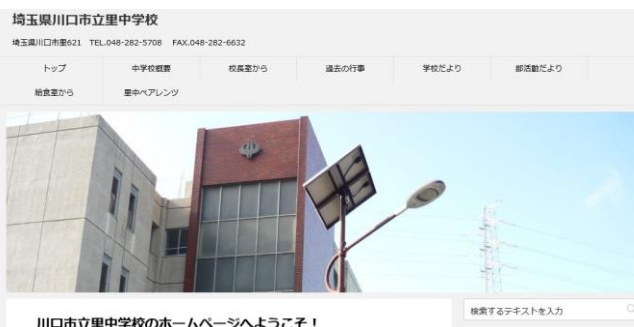 埼玉県川口市立里中学校
埼玉県川口市里621 TEL.048-282-5708 FAX.048-282-6632
トップ 中学校概要 校長室から 過去の行事 学校だより 部活動だより
給食室から 里中ペアレンツ
川口市立里中学校のホームページへようこそ！
検索するテキストを入力